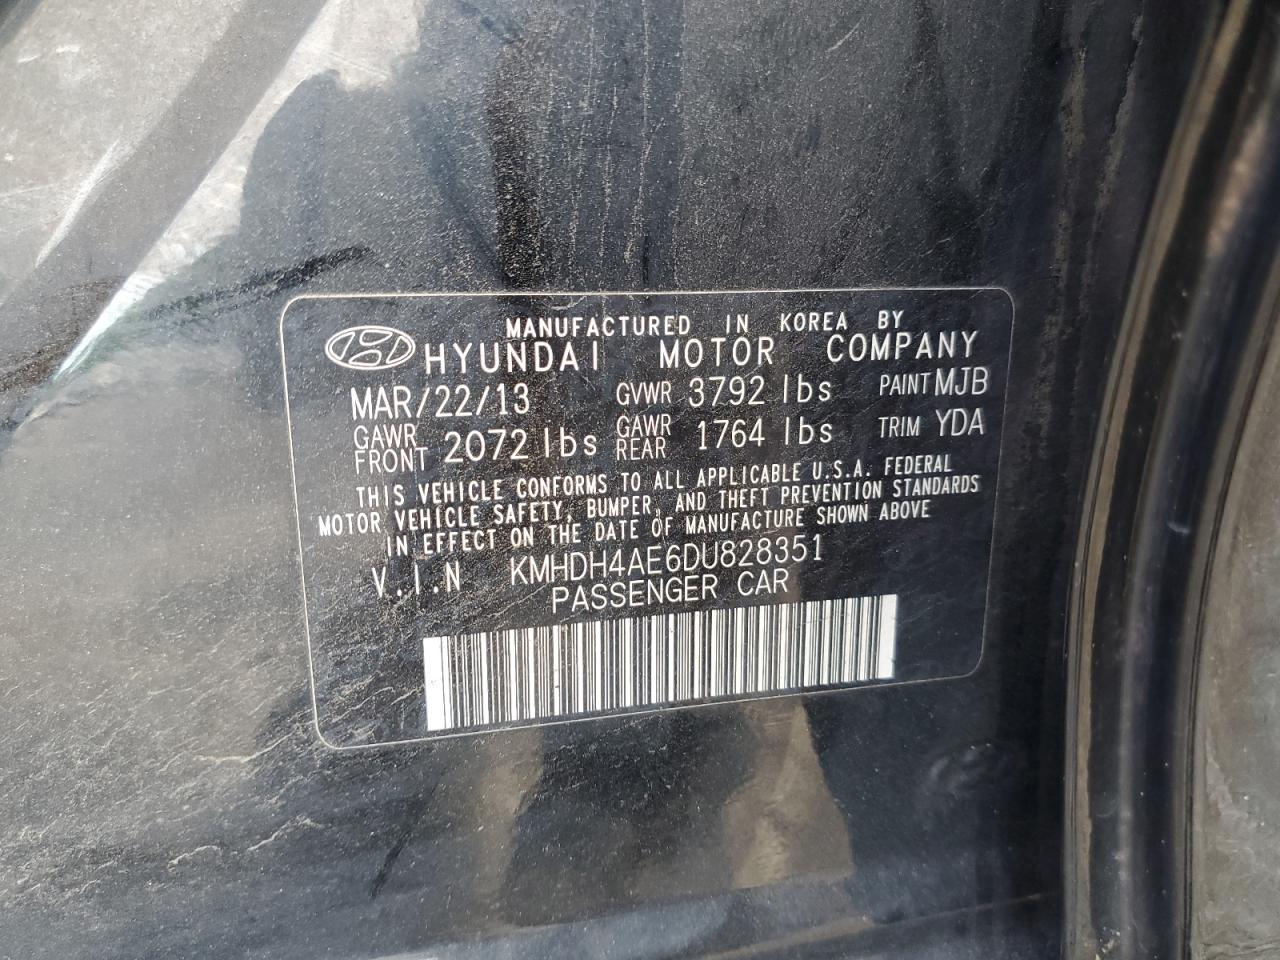 MANUFACTURED IN KOREA BY
HYUNDAI MOTOR COMPANY
MAR/22/13 GVWR 3792 lbs PAINT MJB
GAWR FRONT 2072 lbs GAWR REAR 1764 lbs TRIM YDA
THIS VEHICLE CONFORMS TO ALL APPLICABLE U.S.A. FEDERAL
MOTOR VEHICLE SAFETY, BUMPER, AND THEFT PREVENTION STANDARDS
IN EFFECT ON THE DATE OF MANUFACTURE SHOWN ABOVE
V.I.N KMHDH4AE6DU828351
PASSENGER CAR